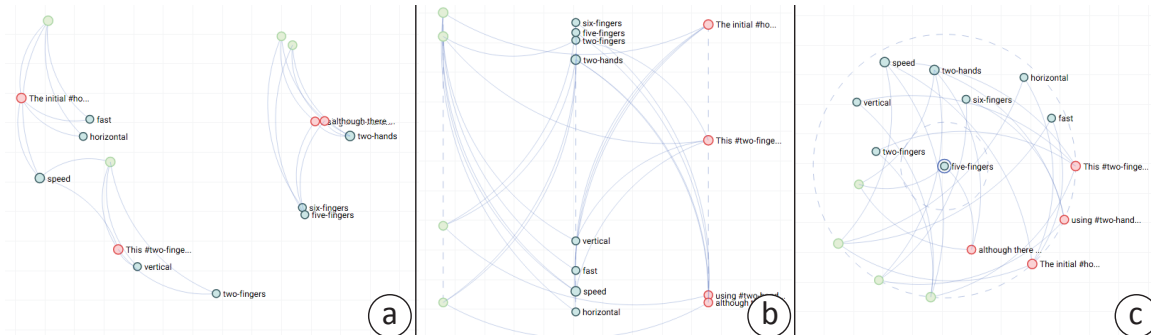 The initial #ho...
fast
horizontal
speed
This #two-finge...
vertical
two-fingers
although there ...
two-hands
six-fingers
five-fingers
a
six-fingers
five-fingers
two-fingers
two-hands
The initial #ho...
This #two-finge...
vertical
fast
speed
horizontal
using #two-hand...
although
b
speed
two-hands
horizontal
vertical
six-fingers
fast
two-fingers
five-fingers
This #two-finge...
using #two-hand...
although there ...
The initial #ho...
c